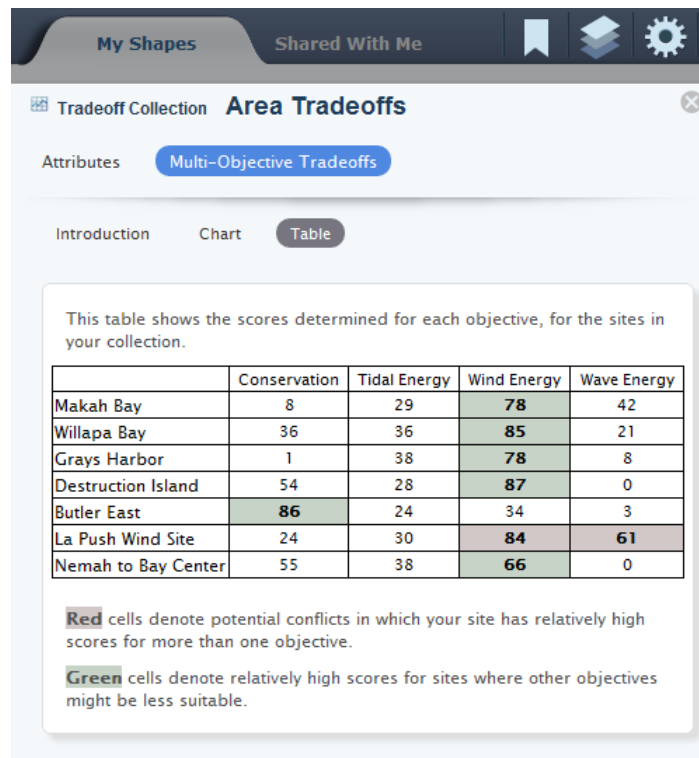 My Shapes Shared With Me
Tradeoff Collection Area Tradeoffs
Attributes Multi-Objective Tradeoffs
Introduction Chart Table
This table shows the scores determined for each objective, for the sites in
your collection.
Conservation Tidal Energy Wind Energy Wave Energy
Makah Bay 8 29 78 42
Willapa Bay 36 36 85 21
Grays Harbor 1 38 78 8
Destruction Island 54 28 87 0
Butler East 86 24 34 3
La Push Wind Site 24 30 84 61
Nemah to Bay Center 55 38 66 0
Red cells denote potential conflicts in which your site has relatively high
scores for more than one objective.
Green cells denote relatively high scores for sites where other objectives
might be less suitable.